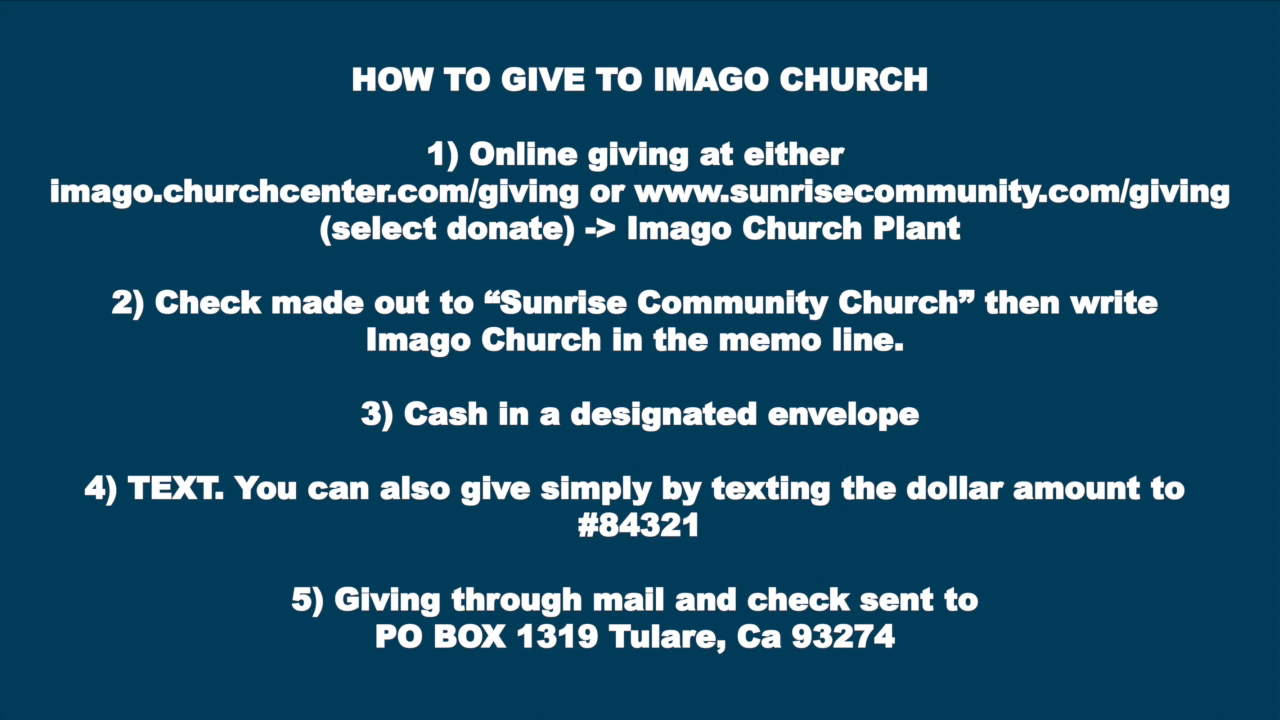 HOW TO GIVE TO IMAGO CHURCH
1) Online giving at either
imago.churchcenter.com/giving or www.sunrisecommunity.com/giving
(select donate) -> Imago Church Plant
2) Check made out to “Sunrise Community Church” then write
Imago Church in the memo line.
3) Cash in a designated envelope
4) TEXT. You can also give simply by texting the dollar amount to
#84321
5) Giving through mail and check sent to
PO BOX 1319 Tulare, Ca 93274